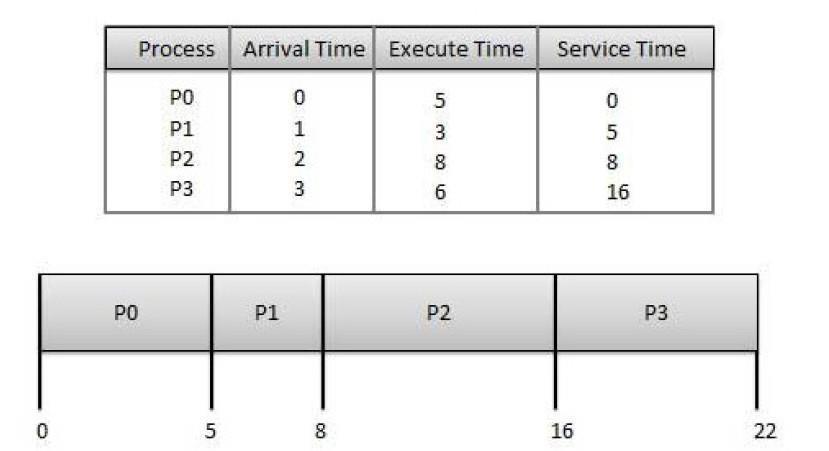 Process Arrival Time Execute Time Service Time
P0 0 5 0
P1 1 3 5
P2 2 8 8
P3 3 6 16
P0 P1 P2 P3
0 5 8 16 22